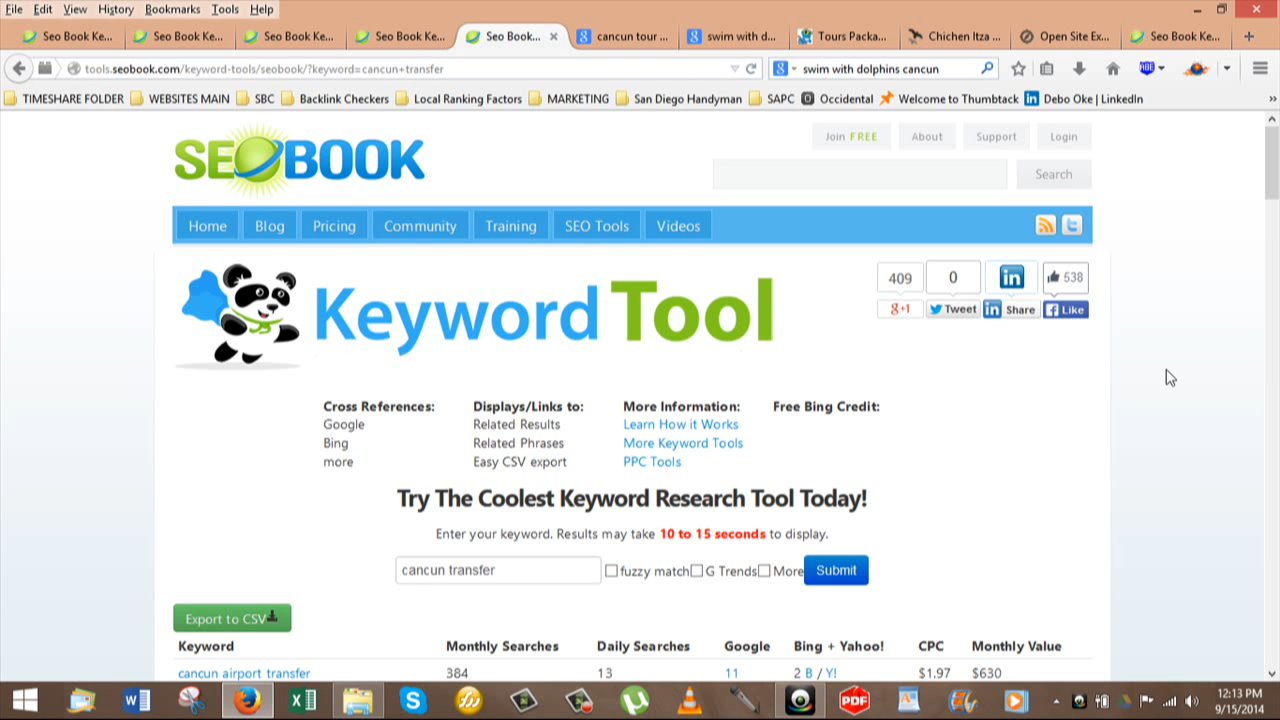 File Edit View History Bookmarks Tools Help
Seo Book Ke... Seo Book Ke... Seo Book Ke... Seo Book Ke... Seo Book... × cancun tour ... swim with d... Tours Packa... Chichen Itza ... Open Site Ex... Seo Book Ke... +
tools.seobook.com/keyword-tools/seobook/?keyword=cancun+transfer swim with dolphins cancun
TIMESHARE FOLDER WEBSITES MAIN SBC Backlink Checkers Local Ranking Factors MARKETING San Diego Handyman SAPC Occidental Welcome to Thumbtack Debo Oke | LinkedIn »
SEOBOOK
Join FREE About Support Login
Search
Home Blog Pricing Community Training SEO Tools Videos
Keyword Tool
409 0 in 538
g+1 Tweet in Share Like
Cross References: Displays/Links to: More Information: Free Bing Credit:
Google Related Results Learn How it Works
Bing Related Phrases More Keyword Tools
more Easy CSV export PPC Tools
Try The Coolest Keyword Research Tool Today!
Enter your keyword. Results may take 10 to 15 seconds to display.
cancun transfer fuzzy match G Trends More Submit
Export to CSV
Keyword Monthly Searches Daily Searches Google Bing + Yahoo! CPC Monthly Value
cancun airport transfer 384 13 11 2 B / Y! $1.97 $630
12:13 PM
9/15/2014